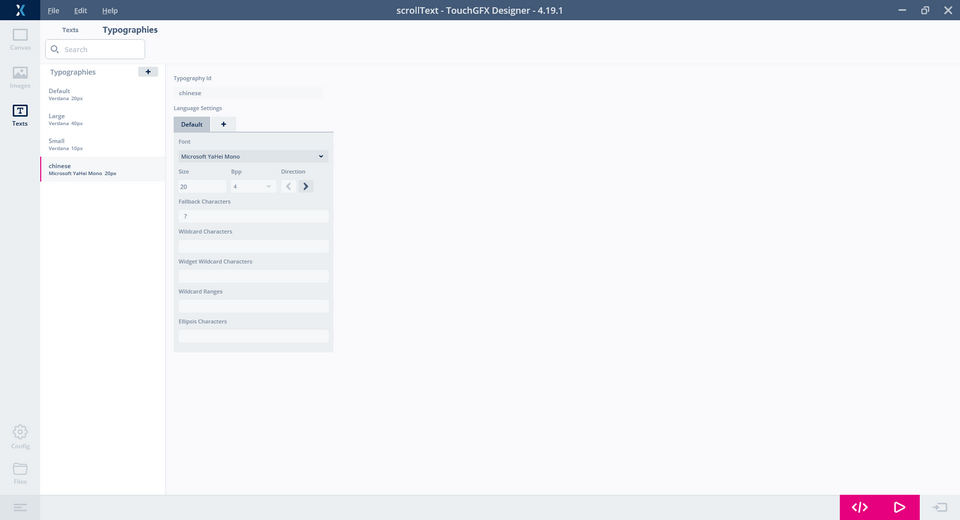 File Edit Help
scrollText - TouchGFX Designer - 4.19.1
Texts Typographies
Search
Canvas
Images
Texts
Config
Files
Typographies +
Default
Verdana 20px
Large
Verdana 40px
Small
Verdana 10px
chinese
Microsoft YaHei Mono 20px
Typography Id
chinese
Language Settings
Default +
Font
Microsoft YaHei Mono
Size Bpp Direction
20 4
Fallback Characters
?
Wildcard Characters
Widget Wildcard Characters
Wildcard Ranges
Ellipsis Characters
</>